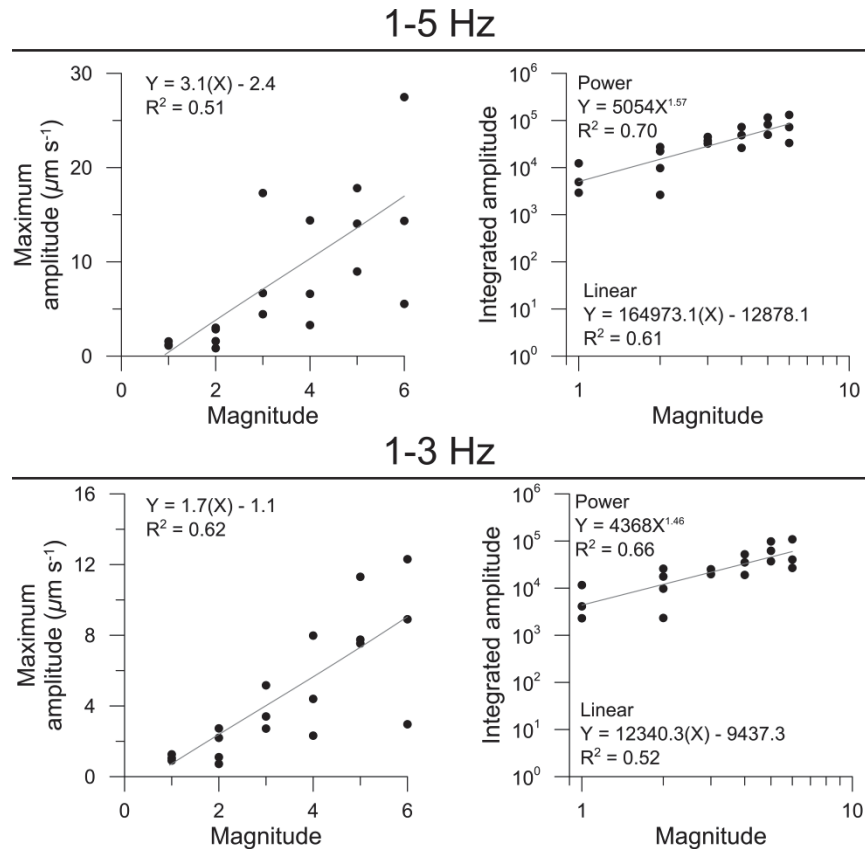 1-5 Hz
30
20
10
0
Maximum
amplitude (µm s⁻¹)
Y = 3.1(X) - 2.4
R² = 0.51
0
2
4
6
Magnitude
10⁶
10⁵
10⁴
10³
10²
10¹
10⁰
Integrated amplitude
Power
Y = 5054X¹·⁵⁷
R² = 0.70
Linear
Y = 164973.1(X) - 12878.1
R² = 0.61
1
10
Magnitude
1-3 Hz
16
12
8
4
0
Maximum
amplitude (µm s⁻¹)
Y = 1.7(X) - 1.1
R² = 0.62
0
2
4
6
Magnitude
10⁶
10⁵
10⁴
10³
10²
10¹
10⁰
Integrated amplitude
Power
Y = 4368X¹·⁴⁶
R² = 0.66
Linear
Y = 12340.3(X) - 9437.3
R² = 0.52
1
10
Magnitude